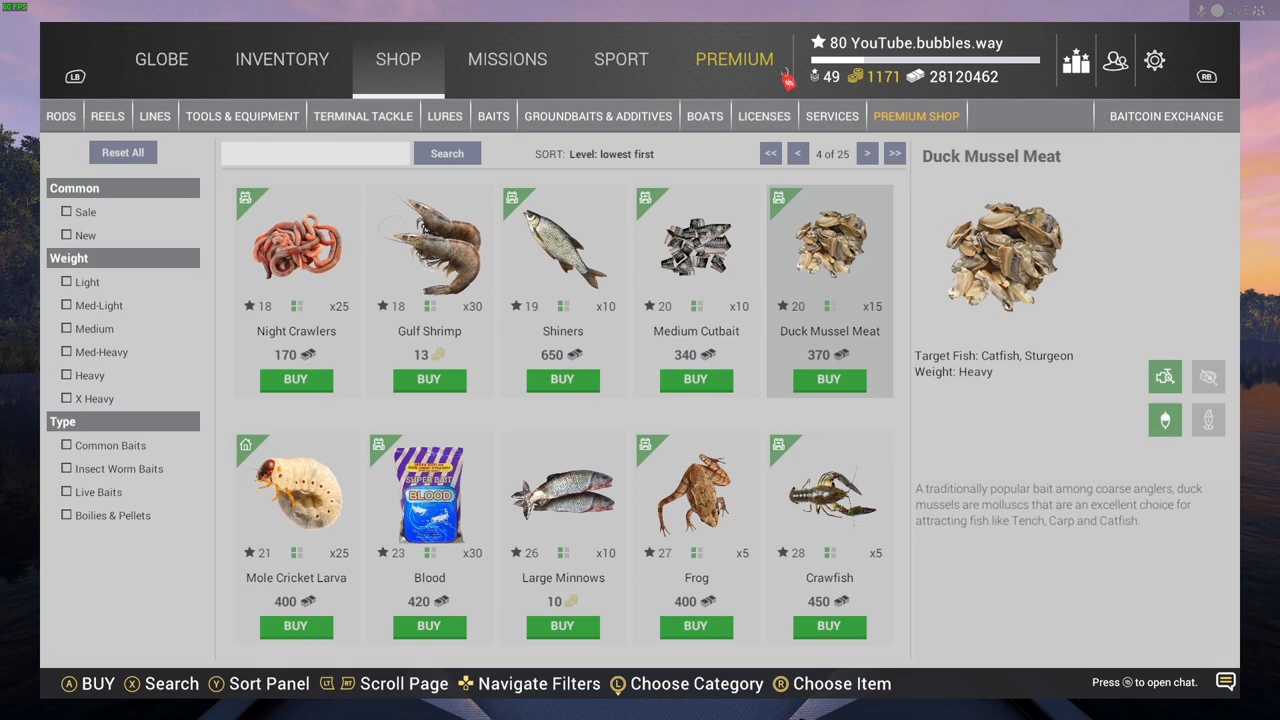 60 FPS
LIVE
GLOBE INVENTORY SHOP MISSIONS SPORT PREMIUM
80 YouTube.bubbles.way
49 1171 28120462
LB
RB
RODS REELS LINES TOOLS & EQUIPMENT TERMINAL TACKLE LURES BAITS GROUNDBAITS & ADDITIVES BOATS LICENSES SERVICES PREMIUM SHOP BAITCOIN EXCHANGE
Reset All
Common
Sale
New
Weight
Light
Med-Light
Medium
Med-Heavy
Heavy
X Heavy
Type
Common Baits
Insect Worm Baits
Live Baits
Boilies & Pellets
Search SORT: Level: lowest first << < 4 of 25 > >>
18 x25 18 x30 19 x10 20 x10 20 x15
Night Crawlers Gulf Shrimp Shiners Medium Cutbait Duck Mussel Meat
170 13 650 340 370
BUY BUY BUY BUY BUY
SUPER BAIT
BLOOD
21 x25 23 x30 26 x10 27 x5 28 x5
Mole Cricket Larva Blood Large Minnows Frog Crawfish
400 420 10 400 450
BUY BUY BUY BUY BUY
Duck Mussel Meat
Target Fish: Catfish, Sturgeon
Weight: Heavy
A traditionally popular bait among coarse anglers, duck
mussels are molluscs that are an excellent choice for
attracting fish like Tench, Carp and Catfish.
A BUY X Search Y Sort Panel LT RT Scroll Page Navigate Filters L Choose Category R Choose Item Press to open chat.